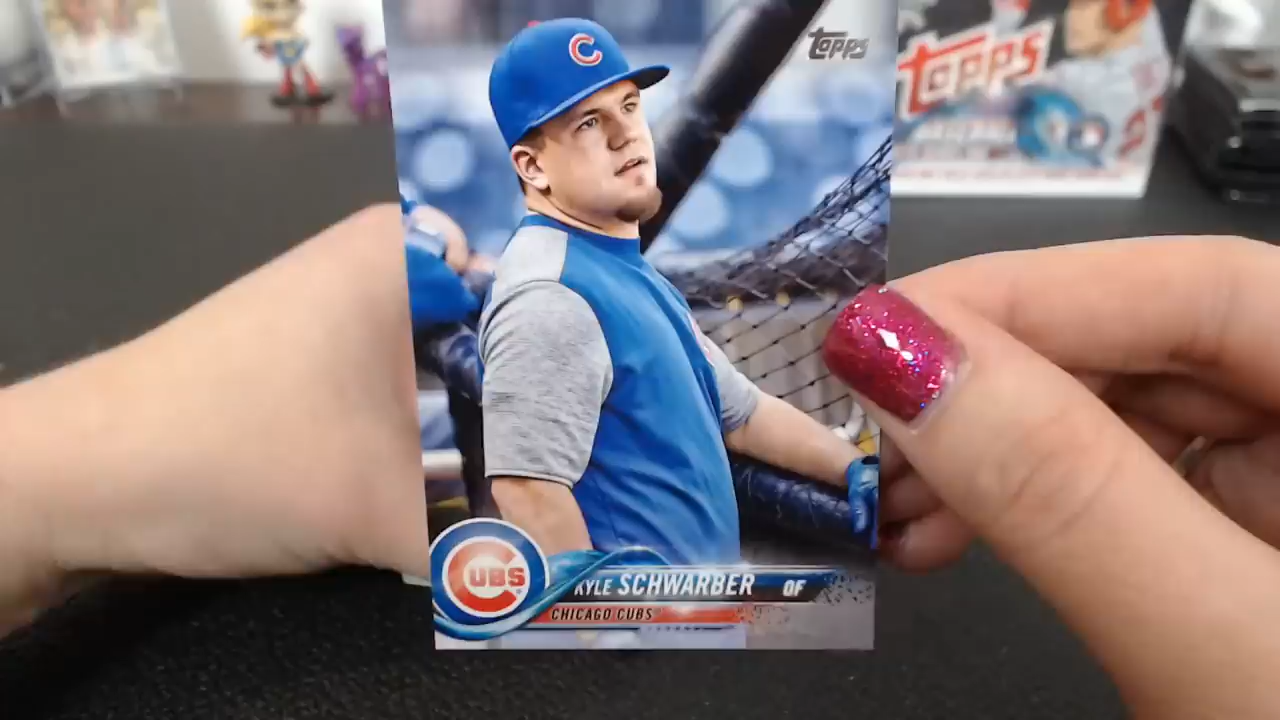 Topps
Topps
C
CUBS
KYLE SCHWARBER OF
CHICAGO CUBS